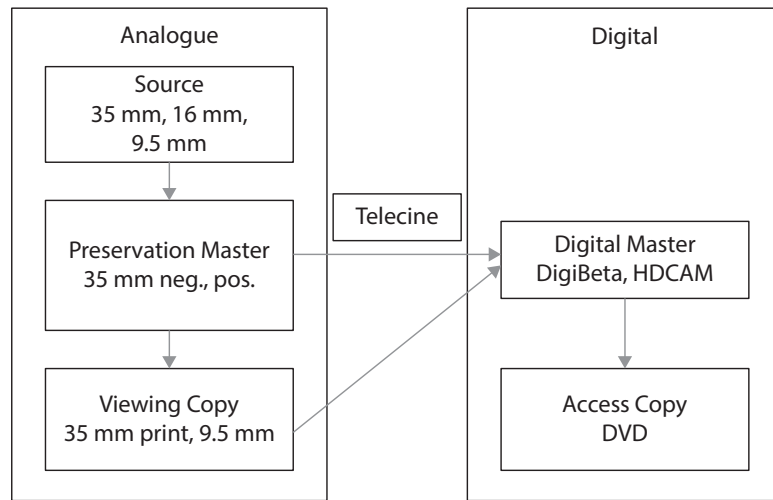 Analogue
Source
35 mm, 16 mm,
9.5 mm
Preservation Master
35 mm neg., pos.
Viewing Copy
35 mm print, 9.5 mm
Telecine
Digital
Digital Master
DigiBeta, HDCAM
Access Copy
DVD